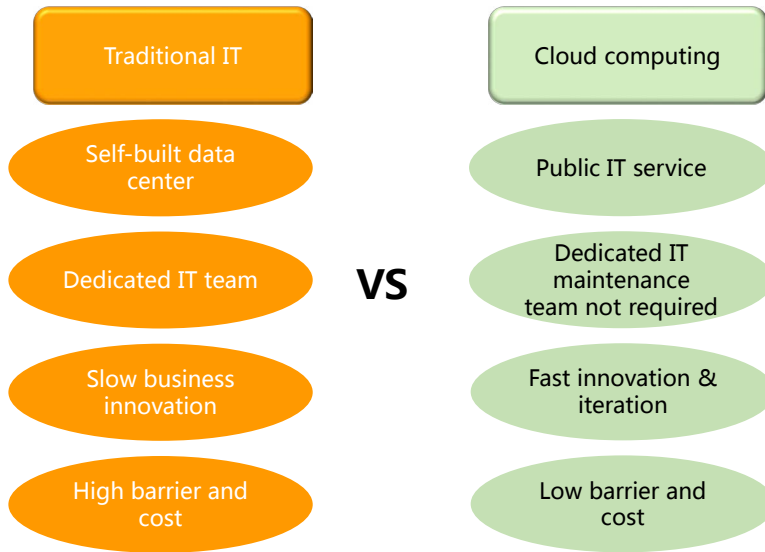 Traditional IT
Cloud computing
Self-built data
center
Public IT service
Dedicated IT team
VS
Dedicated IT
maintenance
team not required
Slow business
innovation
Fast innovation &
iteration
High barrier and
cost
Low barrier and
cost